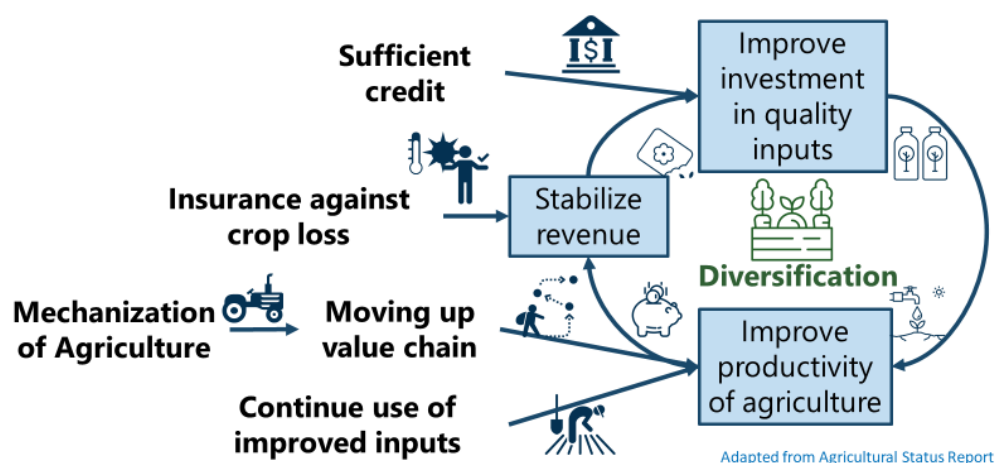 Sufficient
credit
Improve
investment
in quality
inputs
$
Insurance against
crop loss
Stabilize
revenue
Diversification
Mechanization
of Agriculture
Moving up
value chain
Improve
productivity
of agriculture
Continue use of
improved inputs
Adapted from Agricultural Status Report